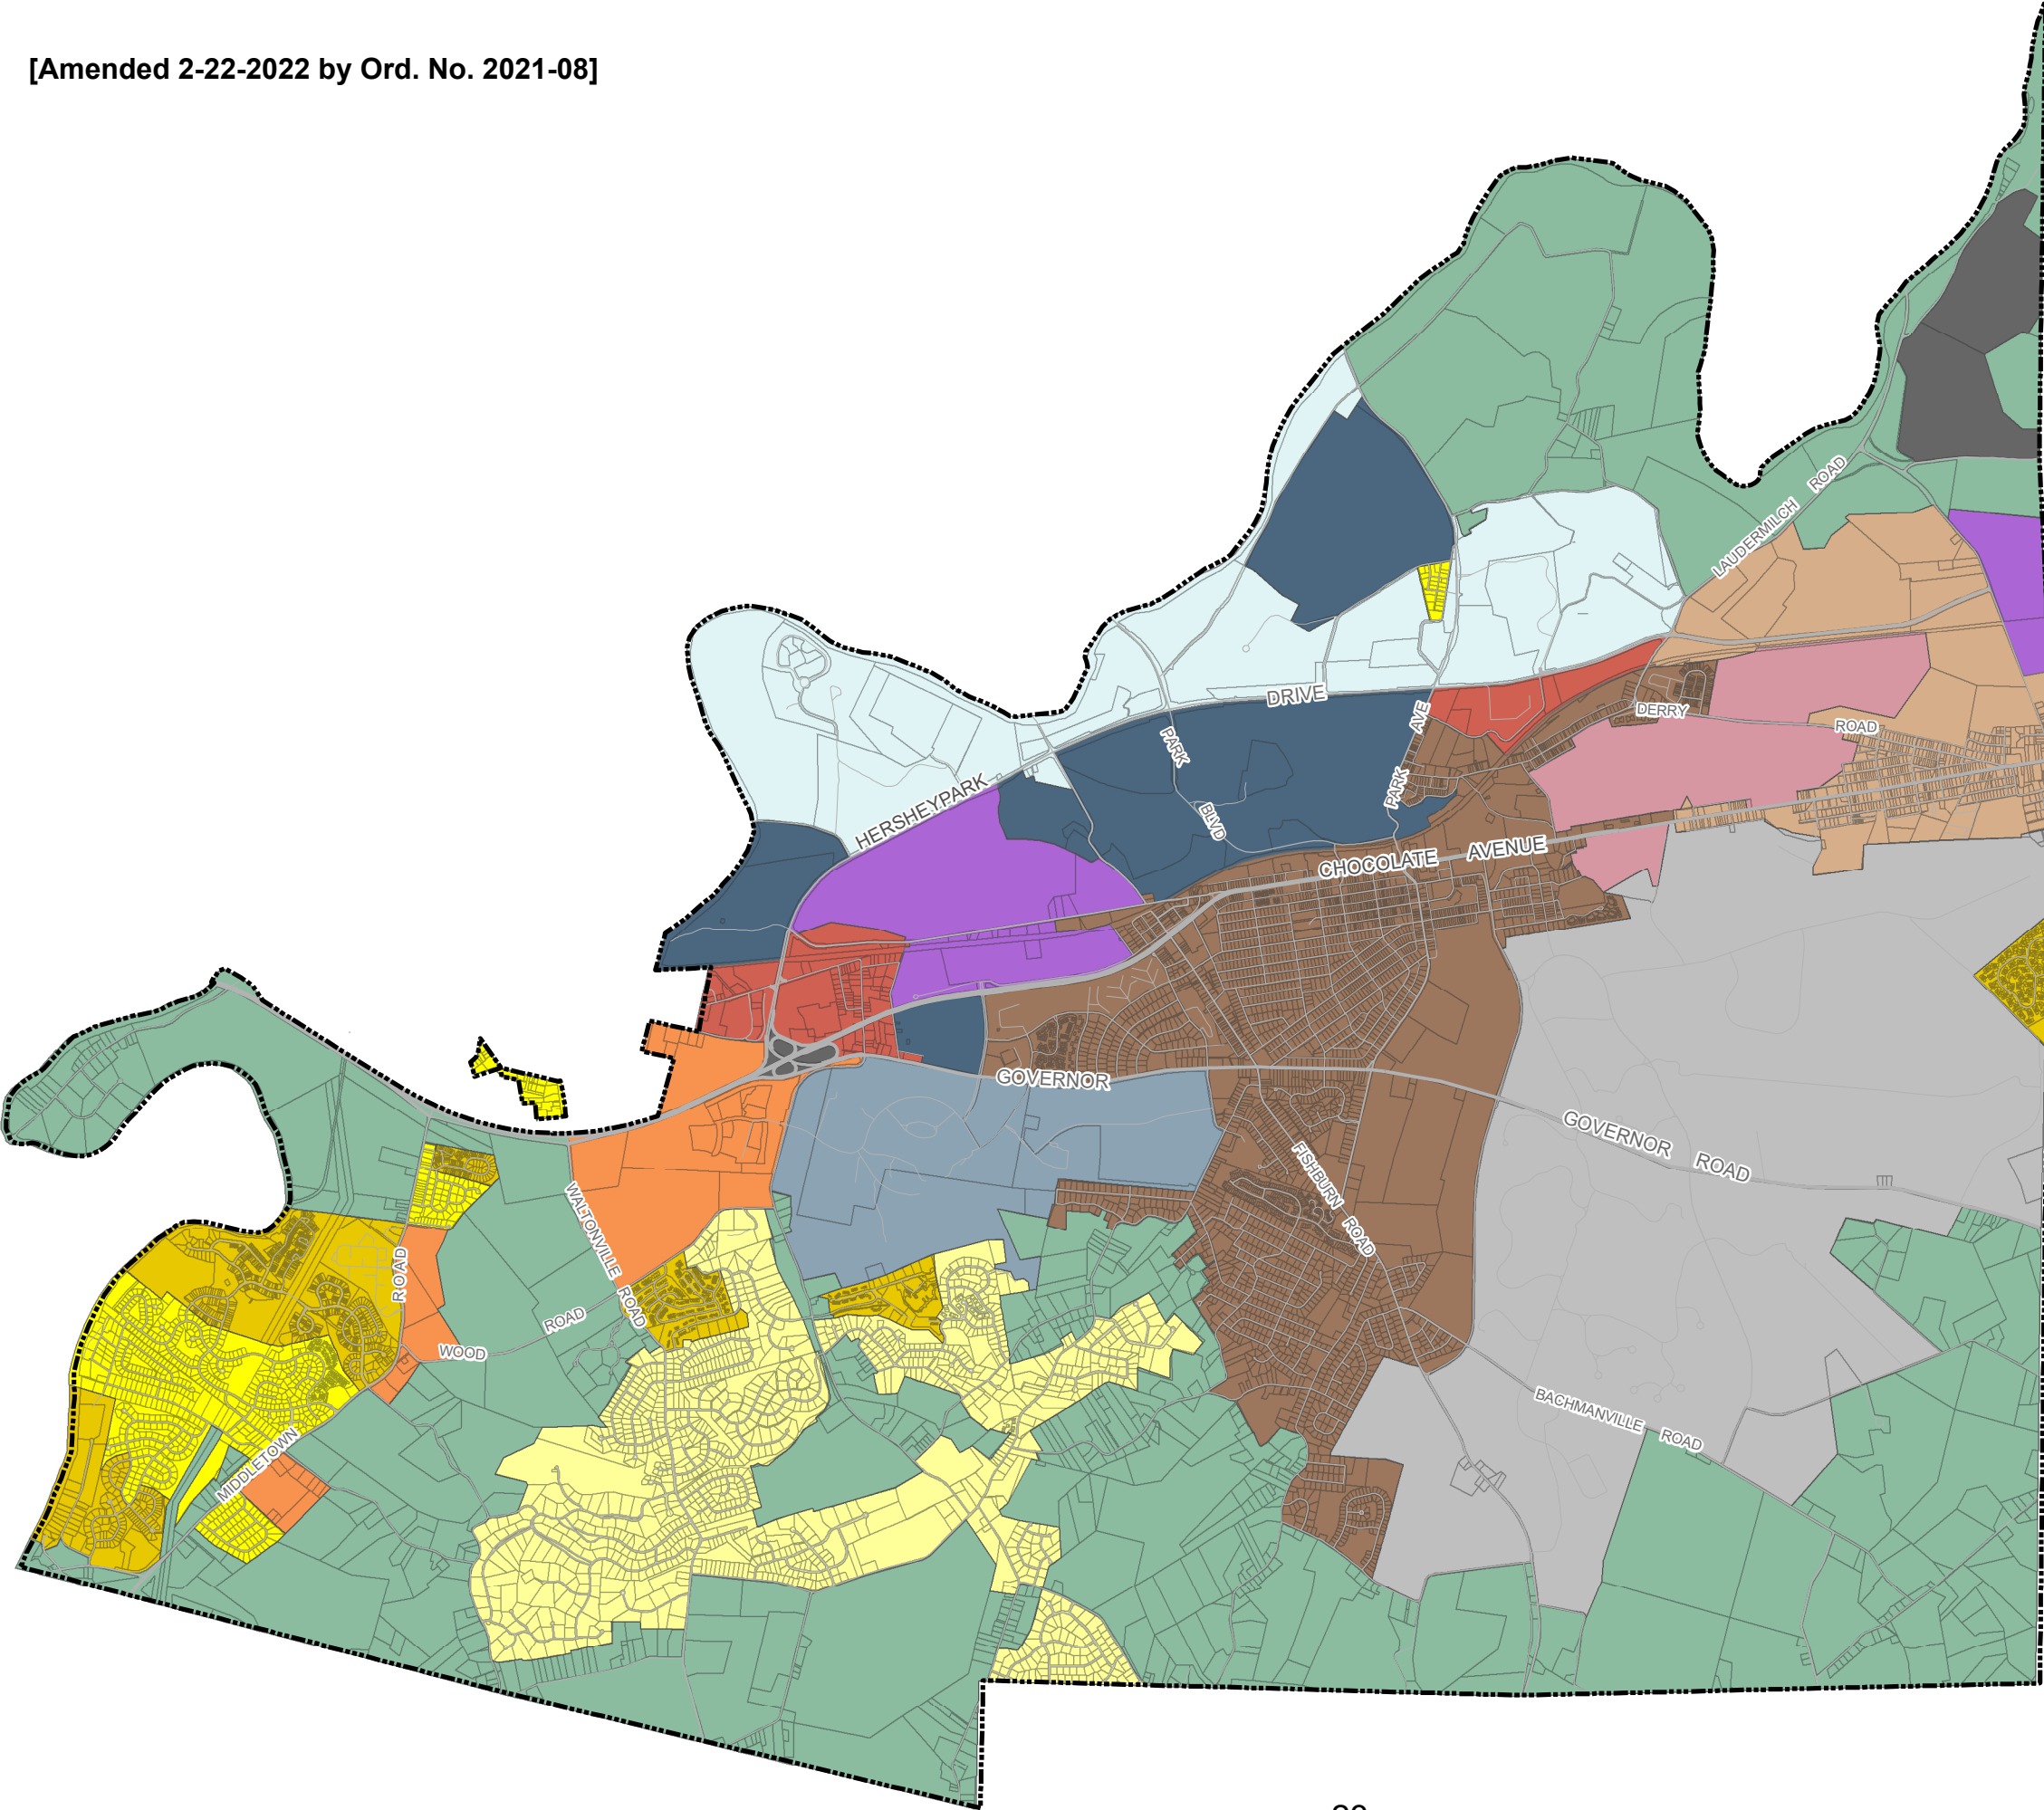 [Amended 2-22-2022 by Ord. No. 2021-08]
LAUDERMILCH ROAD
DRIVE
AVE
DERRY
ROAD
PARK
HERSHEYPARK
PARK
BLVD
CHOCOLATE AVENUE
GOVERNOR
GOVERNOR ROAD
FISHBURN ROAD
WALTONVILLE ROAD
ROAD
ROAD
WOOD
BACHMANVILLE ROAD
MIDDLETOWN